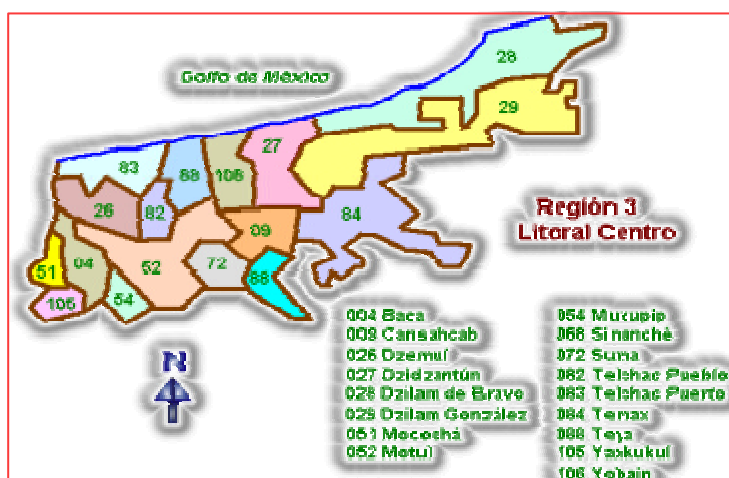 28
Golfo de México
29
27
83
68
106
26
82
84
09
Región 3
Litoral Centro
52
04
72
51
88
105
54
N
004 Baca
009 Cansahcab
026 Dzemul
027 Dzidzantún
028 Dzilam de Bravo
029 Dzilam González
051 Mocochá
052 Motul
054 Muxupip
068 Sinanché
072 Suma
082 Telchac Pueblo
083 Telchac Puerto
084 Temax
088 Teya
105 Yaxkukul
106 Yobain